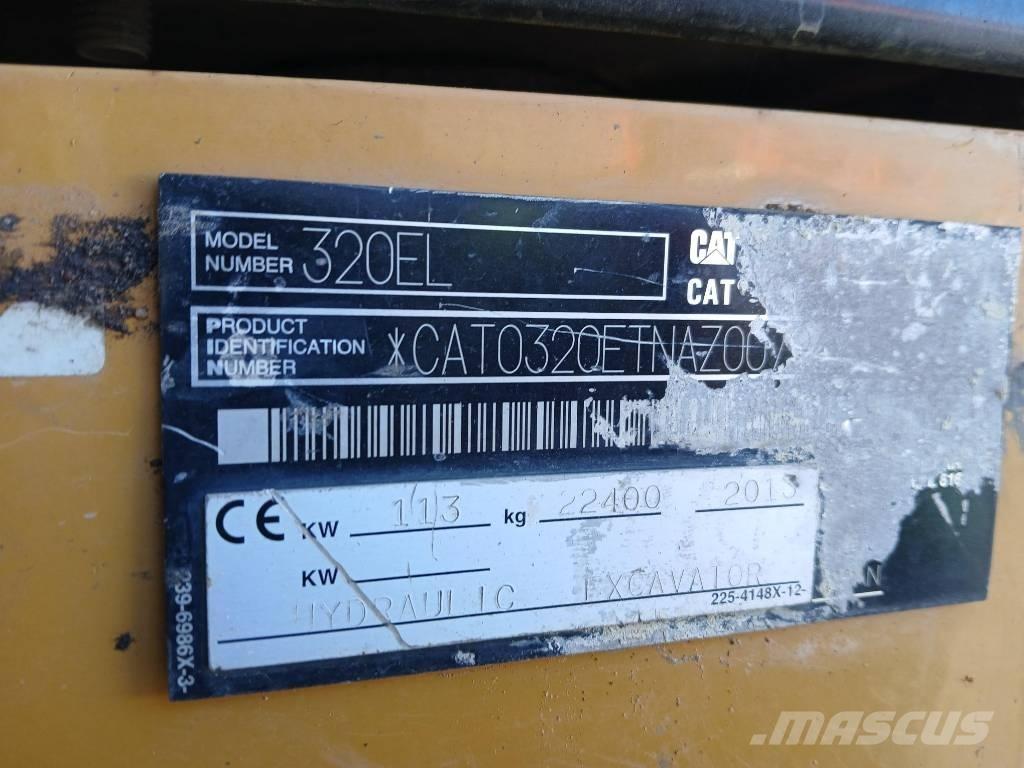 MODEL
NUMBER 320EL
CAT
CAT
PRODUCT
IDENTIFICATION
NUMBER *CAT0320ETNAZ00
CE KW 113 kg 22400 2013
KW
HYDRAULIC EXCAVATOR
225-4148X-12-
239-6986X-3-
MASCUS